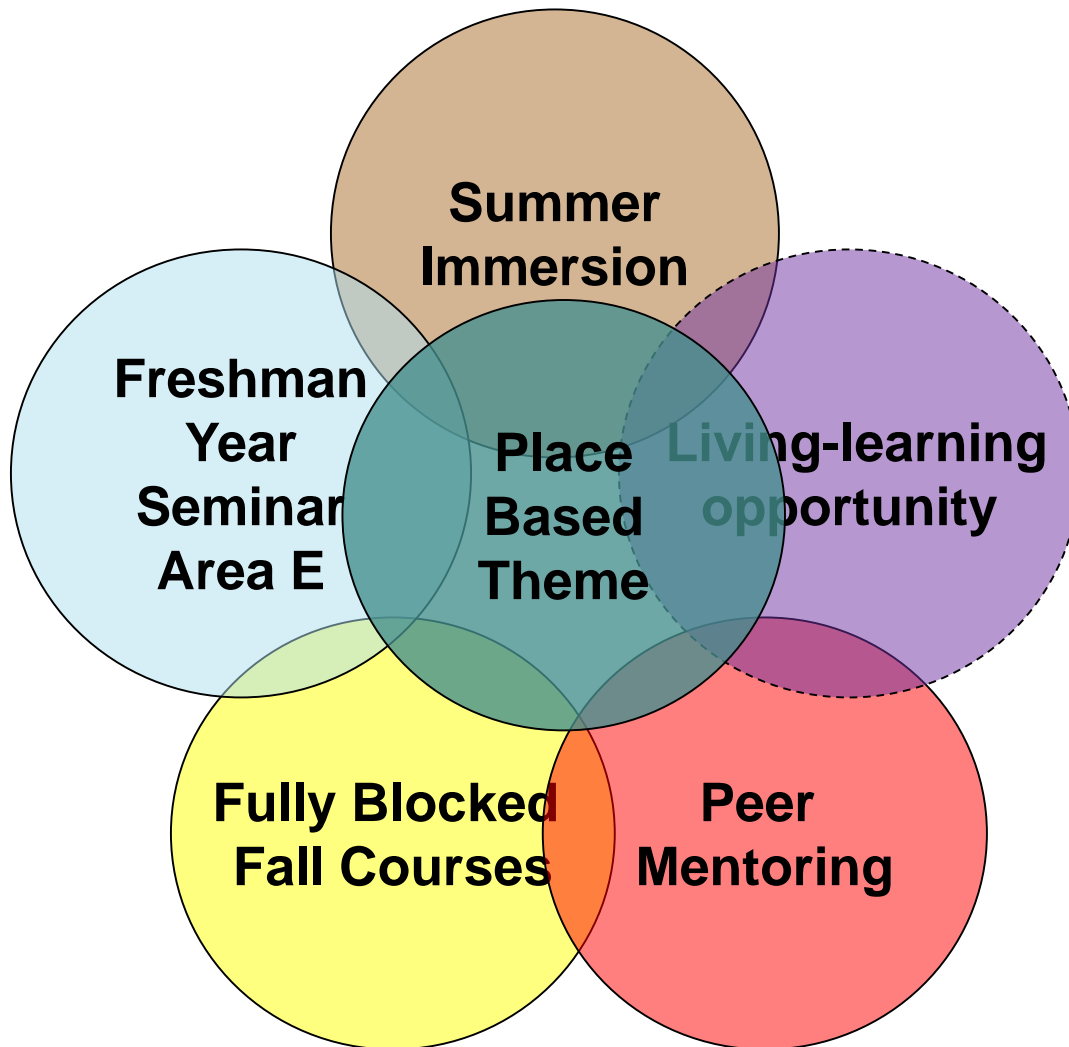 Summer
Immersion
Freshman
Year
Seminar
Area E
Place
Based
Theme
Living-learning
opportunity
Fully Blocked
Fall Courses
Peer
Mentoring